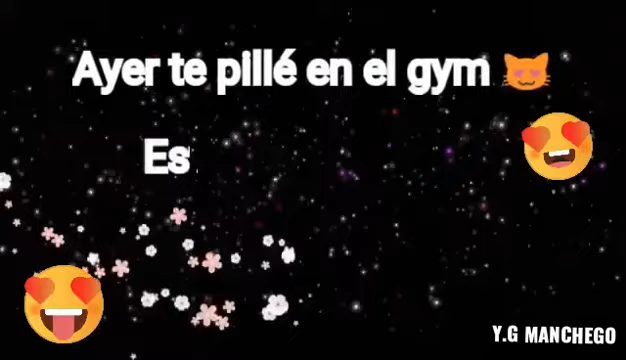 Ayer te pillé en el gym 😻
Es
Y.G MANCHEGO